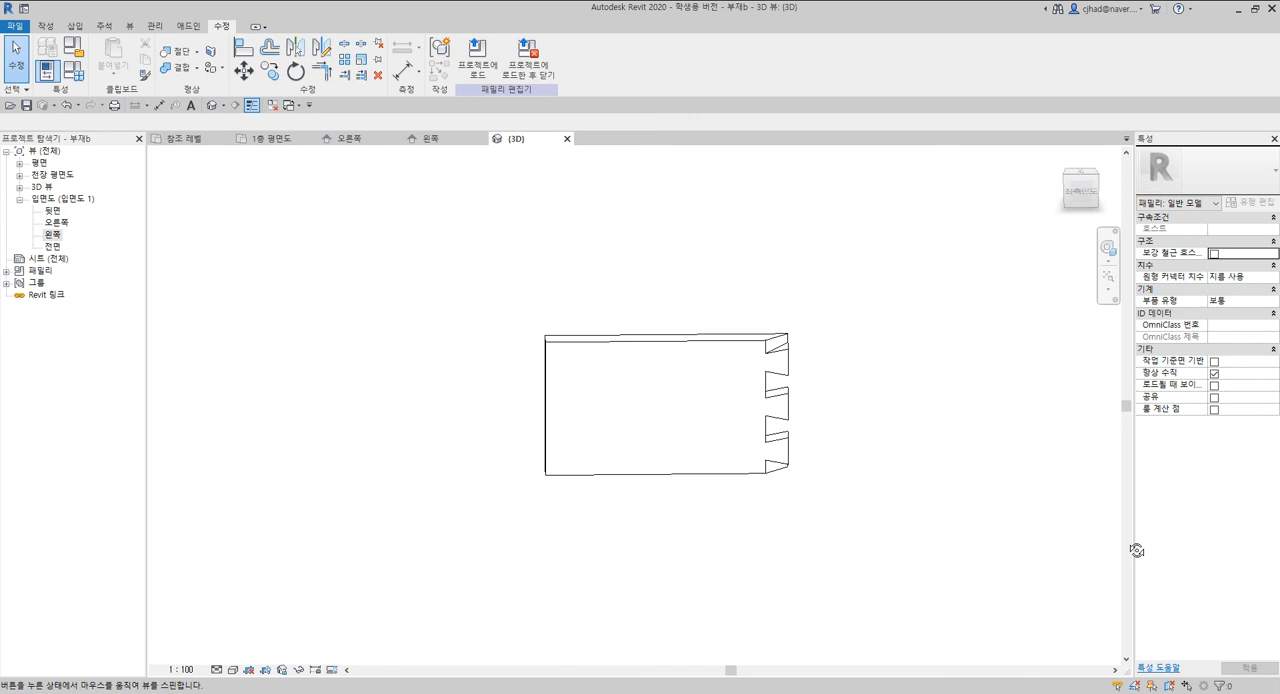 Autodesk Revit 2020 - 학생용 버전 - 부재b - 3D 뷰: {3D}
cjhad@naver....
파일 작성 삽입 주석 뷰 관리 애드인 수정
수정
붙여넣기
절단
결합
프로젝트에
로드
프로젝트에
로드한 후 닫기
선택 특성 클립보드 형상 수정 측정 작성 패밀리 편집기
프로젝트 탐색기 - 부재b
참조 레벨 1층 평면도 오른쪽 왼쪽 {3D}
특성
뷰 (전체)
평면
천장 평면도
3D 뷰
입면도 (입면도 1)
뒷면
오른쪽
왼쪽
전면
시트 (전체)
패밀리
그룹
Revit 링크
좌측면도
패밀리: 일반 모델 유형 편집
구속조건
호스트
구조
보강 철근 호스...
치수
원형 커넥터 치수 지름 사용
기계
부품 유형 보통
ID 데이터
OmniClass 번호
OmniClass 제목
기타
작업 기준면 기반
항상 수직
로드될 때 보이...
공유
룸 계산 점
1 : 100
특성 도움말 적용
버튼을 누른 상태에서 마우스를 움직여 뷰를 스핀합니다.
:0